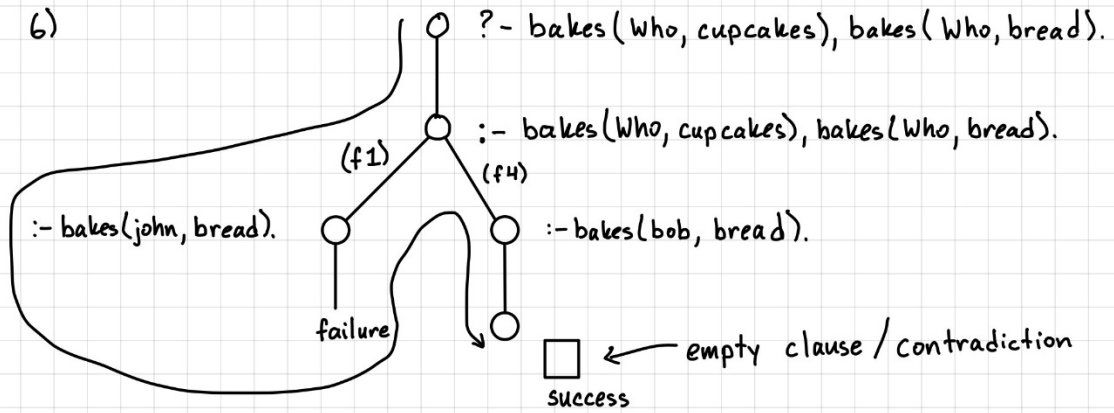 6)
?- bakes(Who, cupcakes), bakes(Who, bread).
:- bakes(Who, cupcakes), bakes(Who, bread).
(f1)
(f4)
:- bakes(john, bread).
:- bakes(bob, bread).
failure
empty clause / contradiction
success